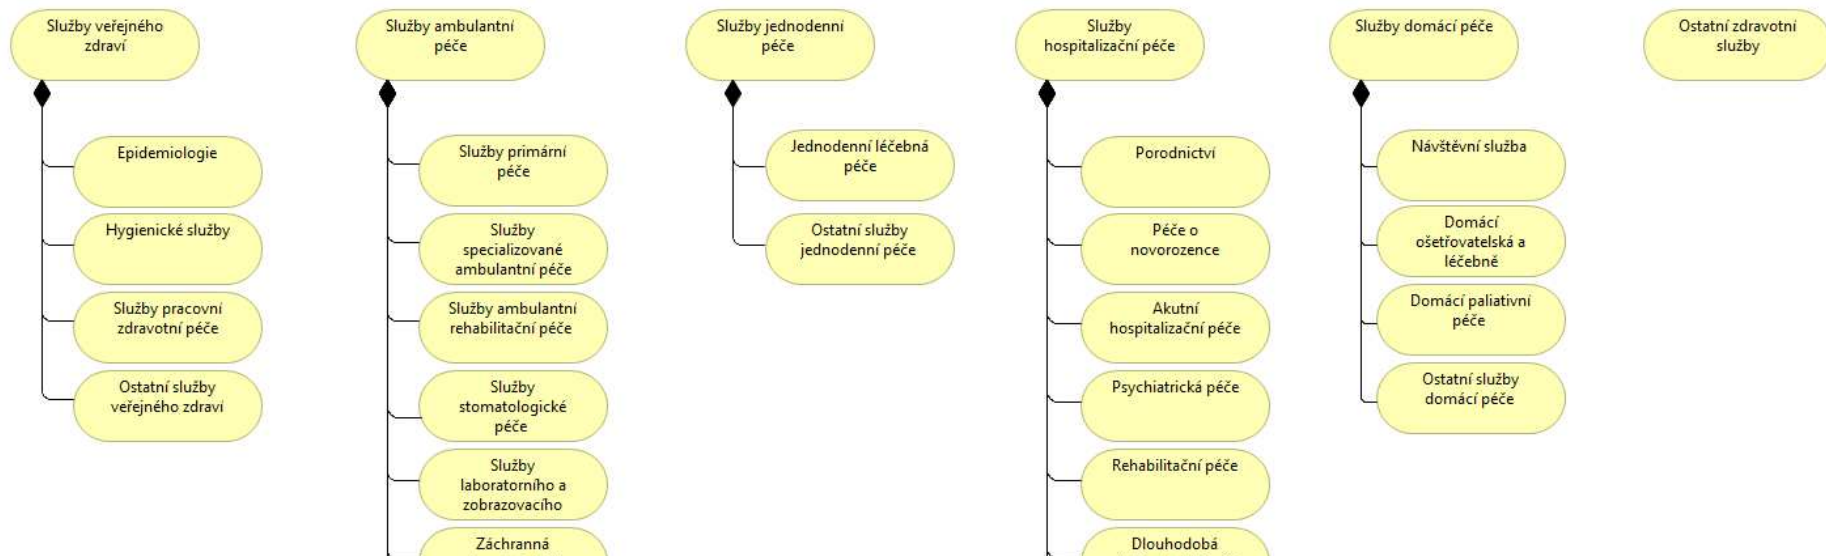 Služby veřejného
zdraví
Epidemiologie
Hygienické služby
Služby pracovní
zdravotní péče
Ostatní služby
veřejného zdraví
Služby ambulantní
péče
Služby primární
péče
Služby
specializované
ambulantní péče
Služby ambulantní
rehabilitační péče
Služby
stomatologické
péče
Služby
laboratorního a
zobrazovacího
Záchranná
Služby jednodenní
péče
Jednodenní léčebná
péče
Ostatní služby
jednodenní péče
Služby
hospitalizační péče
Porodnictví
Péče o
novorozence
Akutní
hospitalizační péče
Psychiatrická péče
Rehabilitační péče
Dlouhodobá
Služby domácí péče
Návštěvní služba
Domácí
ošetřovatelská a
léčebně
Domácí paliativní
péče
Ostatní služby
domácí péče
Ostatní zdravotní
služby